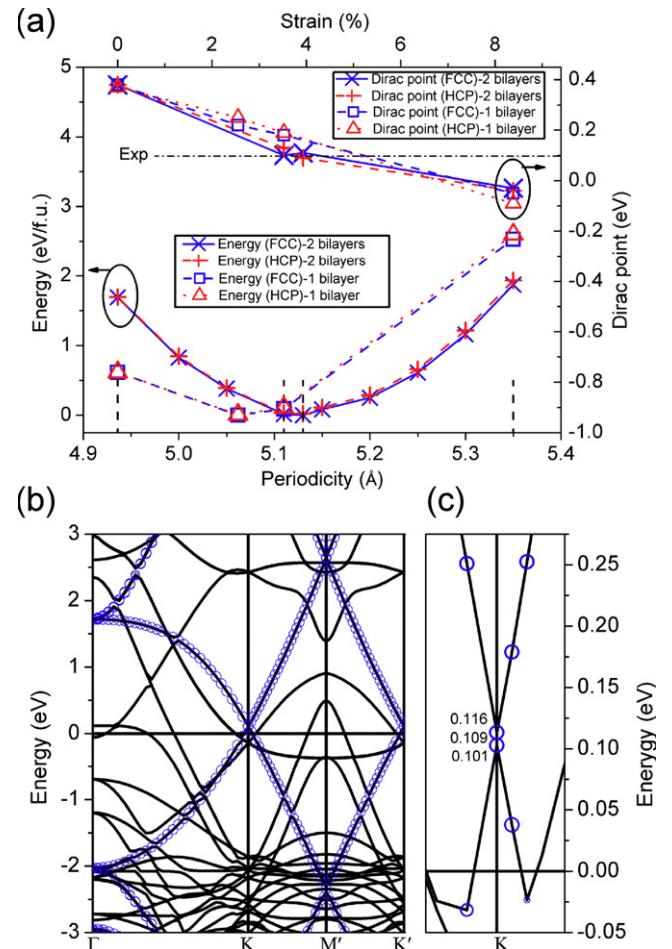 (a)
Strain (%)
0 2 4 6 8
5
4
3
2
1
0
Energy (eV/f.u.)
Dirac point (FCC)-2 bilayers
Dirac point (HCP)-2 bilayers
Dirac point (FCC)-1 bilayer
Dirac point (HCP)-1 bilayer
Exp
Energy (FCC)-2 bilayers
Energy (HCP)-2 bilayers
Energy (FCC)-1 bilayer
Energy (HCP)-1 bilayer
0.4
0.2
0.0
-0.2
-0.4
-0.6
-0.8
-1.0
Dirac point (eV)
4.9 5.0 5.1 5.2 5.3 5.4
Periodicity (Å)
(b)
3
2
1
0
-1
-2
-3
Energy (eV)
Γ K M' K'
(c)
0.116
0.109
0.101
0.25
0.20
0.15
0.10
0.05
0.00
-0.05
Enerygy (eV)
K